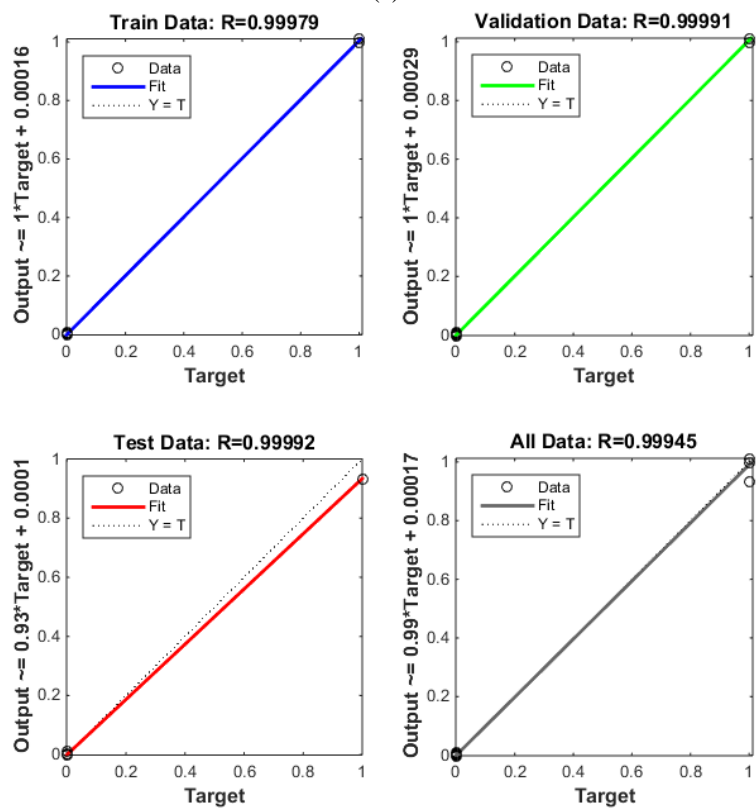 Train Data: R=0.99979
Output ~= 1*Target + 0.00016
1
0.8
0.6
0.4
0.2
0
Data
Fit
Y = T
0 0.2 0.4 0.6 0.8 1
Target
Validation Data: R=0.99991
Output ~= 1*Target + 0.00029
1
0.8
0.6
0.4
0.2
0
Data
Fit
Y = T
0 0.2 0.4 0.6 0.8 1
Target
Test Data: R=0.99992
Output ~= 0.93*Target + 0.0001
1
0.8
0.6
0.4
0.2
0
Data
Fit
Y = T
0 0.2 0.4 0.6 0.8 1
Target
All Data: R=0.99945
Output ~= 0.99*Target + 0.00017
1
0.8
0.6
0.4
0.2
0
Data
Fit
Y = T
0 0.2 0.4 0.6 0.8 1
Target